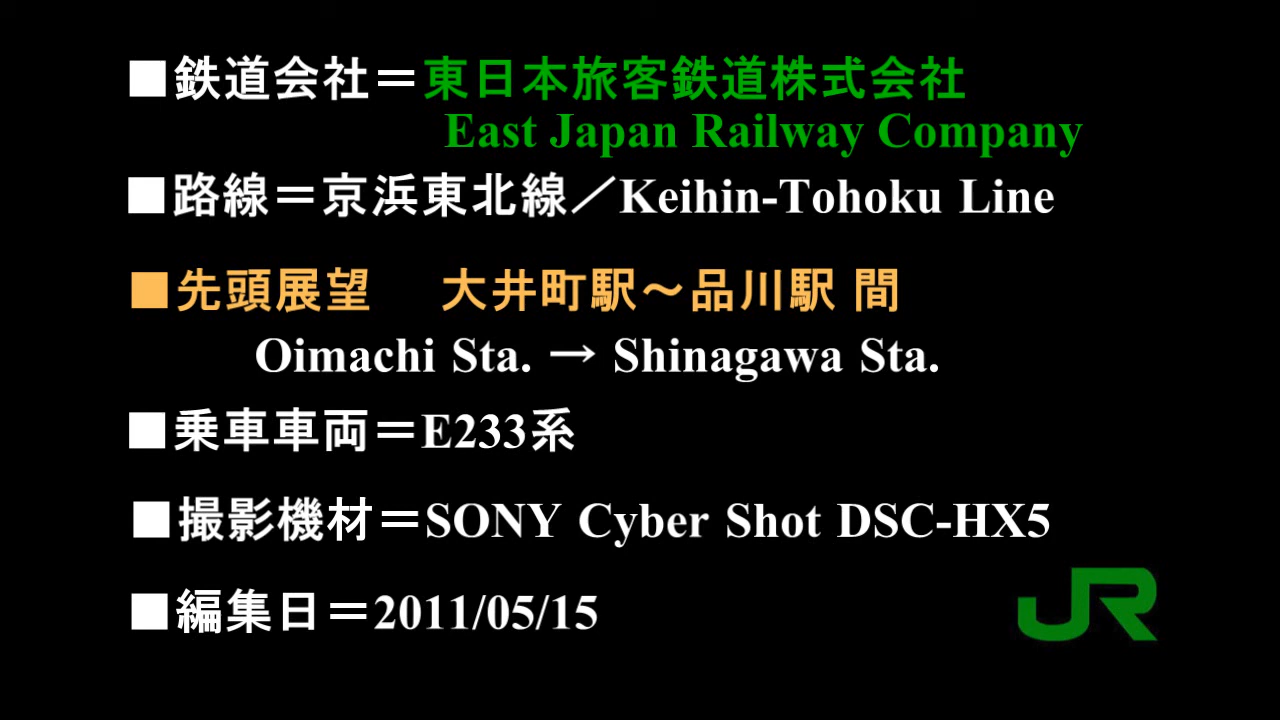 ■鉄道会社＝東日本旅客鉄道株式会社
East Japan Railway Company
■路線＝京浜東北線／Keihin-Tohoku Line
■先頭展望　大井町駅～品川駅 間
Oimachi Sta. → Shinagawa Sta.
■乗車車両＝E233系
■撮影機材＝SONY Cyber Shot DSC-HX5
■編集日＝2011/05/15
JR